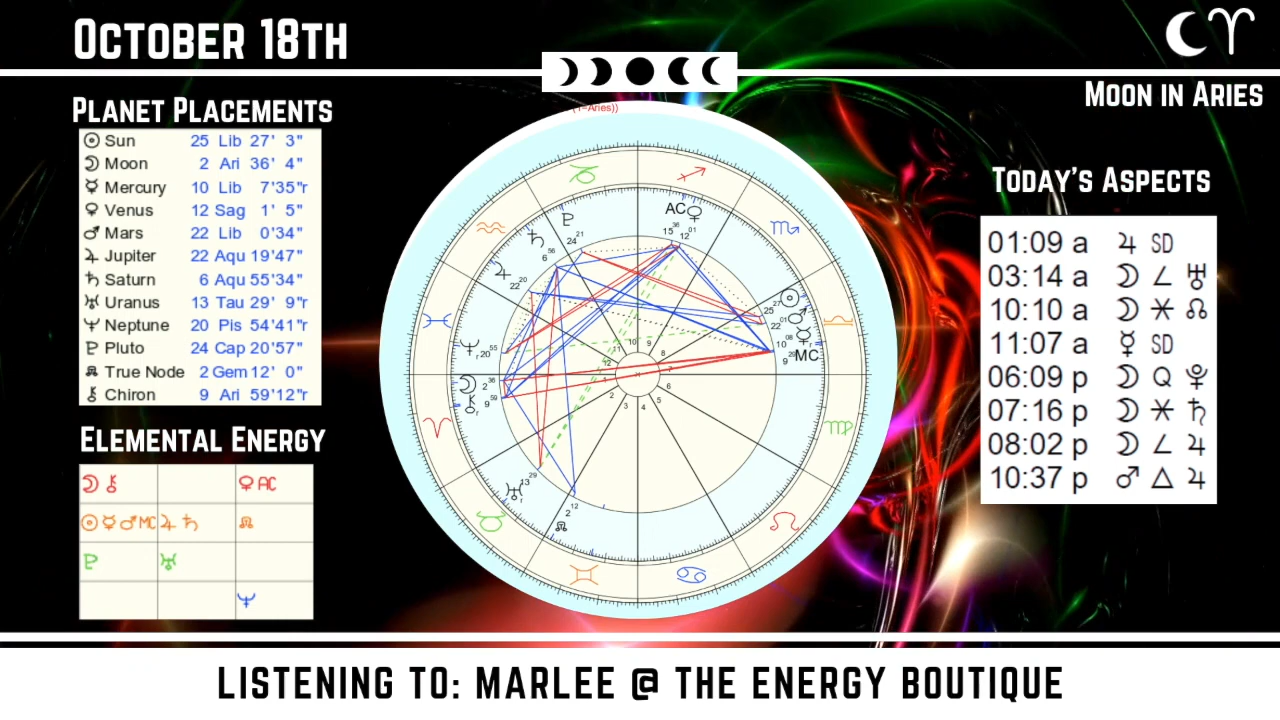 OCTOBER 18TH
MOON IN ARIES
PLANET PLACEMENTS
☉ Sun 25 Lib 27' 3"
☽ Moon 2 Ari 36' 4"
☿ Mercury 10 Lib 7'35"r
♀ Venus 12 Sag 1' 5"
♂ Mars 22 Lib 0'34"
♃ Jupiter 22 Aqu 19'47"
♄ Saturn 6 Aqu 55'34"
♅ Uranus 13 Tau 29' 9"r
♆ Neptune 20 Pis 54'41"r
♇ Pluto 24 Cap 20'57"
☊ True Node 2 Gem 12' 0"
⚷ Chiron 9 Ari 59'12"r
ELEMENTAL ENERGY
☽ ⚷ ♀ AC
☉ ☿ ♂ MC ♃ ♄ ☊
♇ ♅
♆
AC
MC
TODAY'S ASPECTS
01:09 a ♃ SD
03:14 a ☽ ∠ ♅
10:10 a ☽ ⚹ ☊
11:07 a ☿ SD
06:09 p ☽ Q ♇
07:16 p ☽ ⚹ ♄
08:02 p ☽ ∠ ♃
10:37 p ♂ △ ♃
LISTENING TO: MARLEE @ THE ENERGY BOUTIQUE